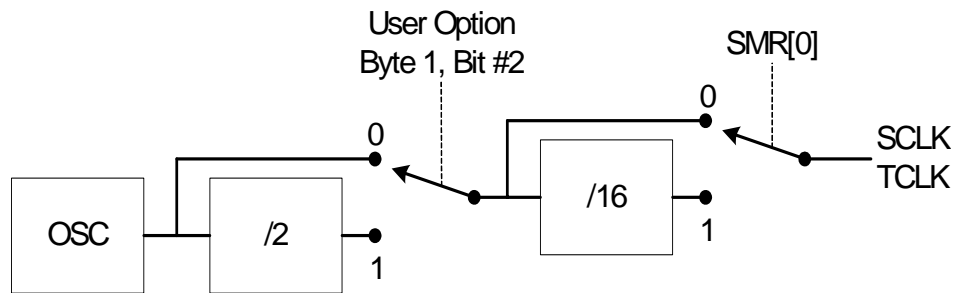 User Option
Byte 1, Bit #2
SMR[0]
0
0
SCLK
TCLK
OSC
/2
/16
1
1